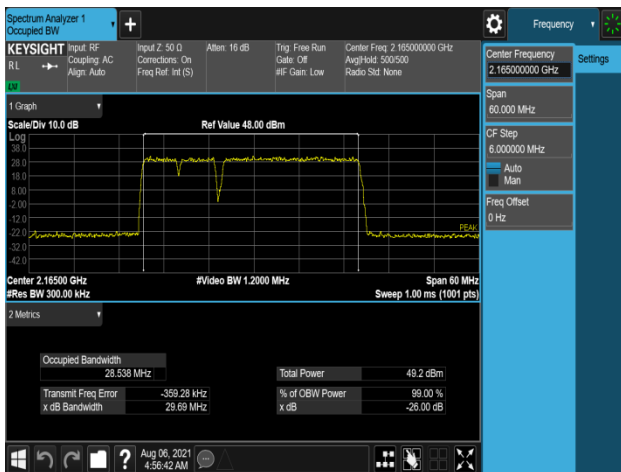 Spectrum Analyzer 1
Occupied BW
Frequency
KEYSIGHT
R L
LXI
Input: RF
Coupling: AC
Align: Auto
Input Z: 50 Ω
Corrections: On
Freq Ref: Int (S)
Atten: 16 dB
Trig: Free Run
Gate: Off
#IF Gain: Low
Center Freq: 2.165000000 GHz
Avg|Hold: 500/500
Radio Std: None
Center Frequency
2.165000000 GHz
Settings
Span
60.000 MHz
CF Step
6.000000 MHz
Auto
Man
Freq Offset
0 Hz
1 Graph
Scale/Div 10.0 dB
Ref Value 48.00 dBm
Log
38.0
28.0
18.0
8.00
-2.00
-12.0
-22.0
-32.0
-42.0
PEAK
Center 2.16500 GHz
#Video BW 1.2000 MHz
Span 60 MHz
#Res BW 300.00 kHz
Sweep 1.00 ms (1001 pts)
2 Metrics
Occupied Bandwidth
28.538 MHz
Total Power 49.2 dBm
Transmit Freq Error -359.28 kHz
% of OBW Power 99.00 %
x dB Bandwidth 29.69 MHz
x dB -26.00 dB
?
Aug 06, 2021
4:56:42 AM